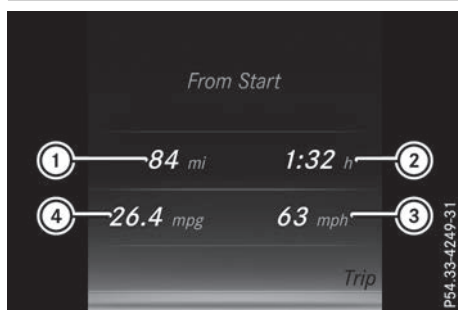 From Start
1 84 mi 1:32 h 2
4 26.4 mpg 63 mph 3
Trip
P54.33-4249-31